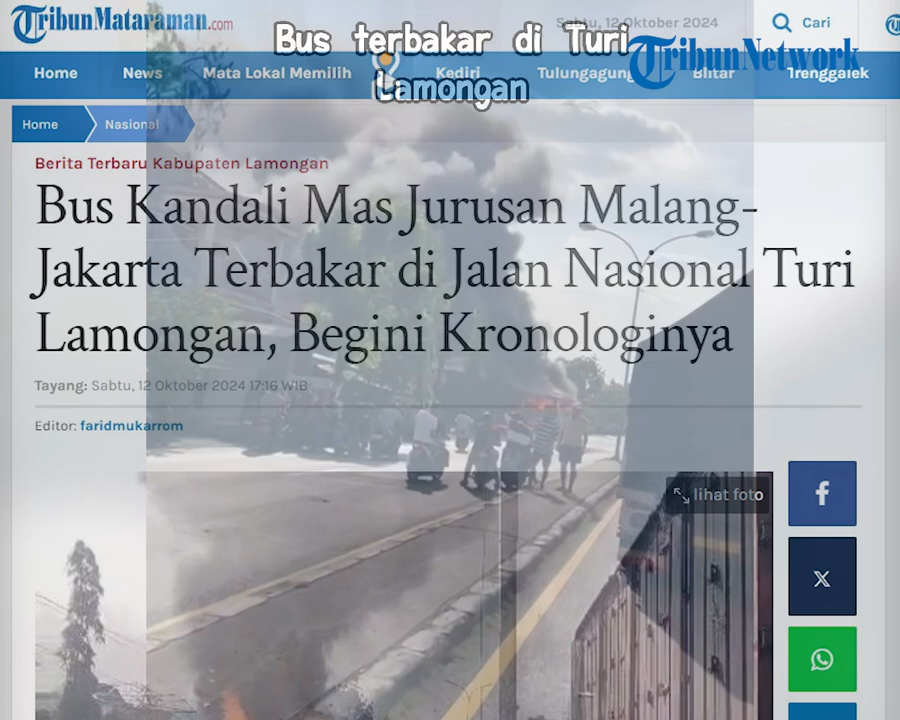 TribunMataraman.com
Sabtu, 12 Oktober 2024
Cari
Bus terbakar di Turi
Lamongan
TribunNetwork
Home
News
Mata Lokal Memilih
Kediri
Tulungagung
Blitar
Trenggalek
Home
Nasional
Berita Terbaru Kabupaten Lamongan
Bus Kandali Mas Jurusan Malang-
Jakarta Terbakar di Jalan Nasional Turi
Lamongan, Begini Kronologinya
Tayang: Sabtu, 12 Oktober 2024 17:16 WIB
Editor: faridmukarrom
lihat foto